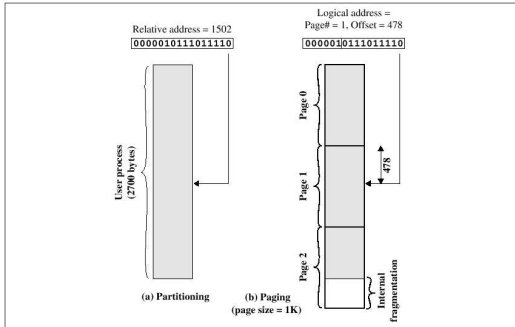 Relative address = 1502
0000010111011110
User process
(2700 bytes)
(a) Partitioning
Logical address =
Page# = 1, Offset = 478
0000010111011110
Page 0
Page 1
Page 2
478
Internal
fragmentation
(b) Paging
(page size = 1K)